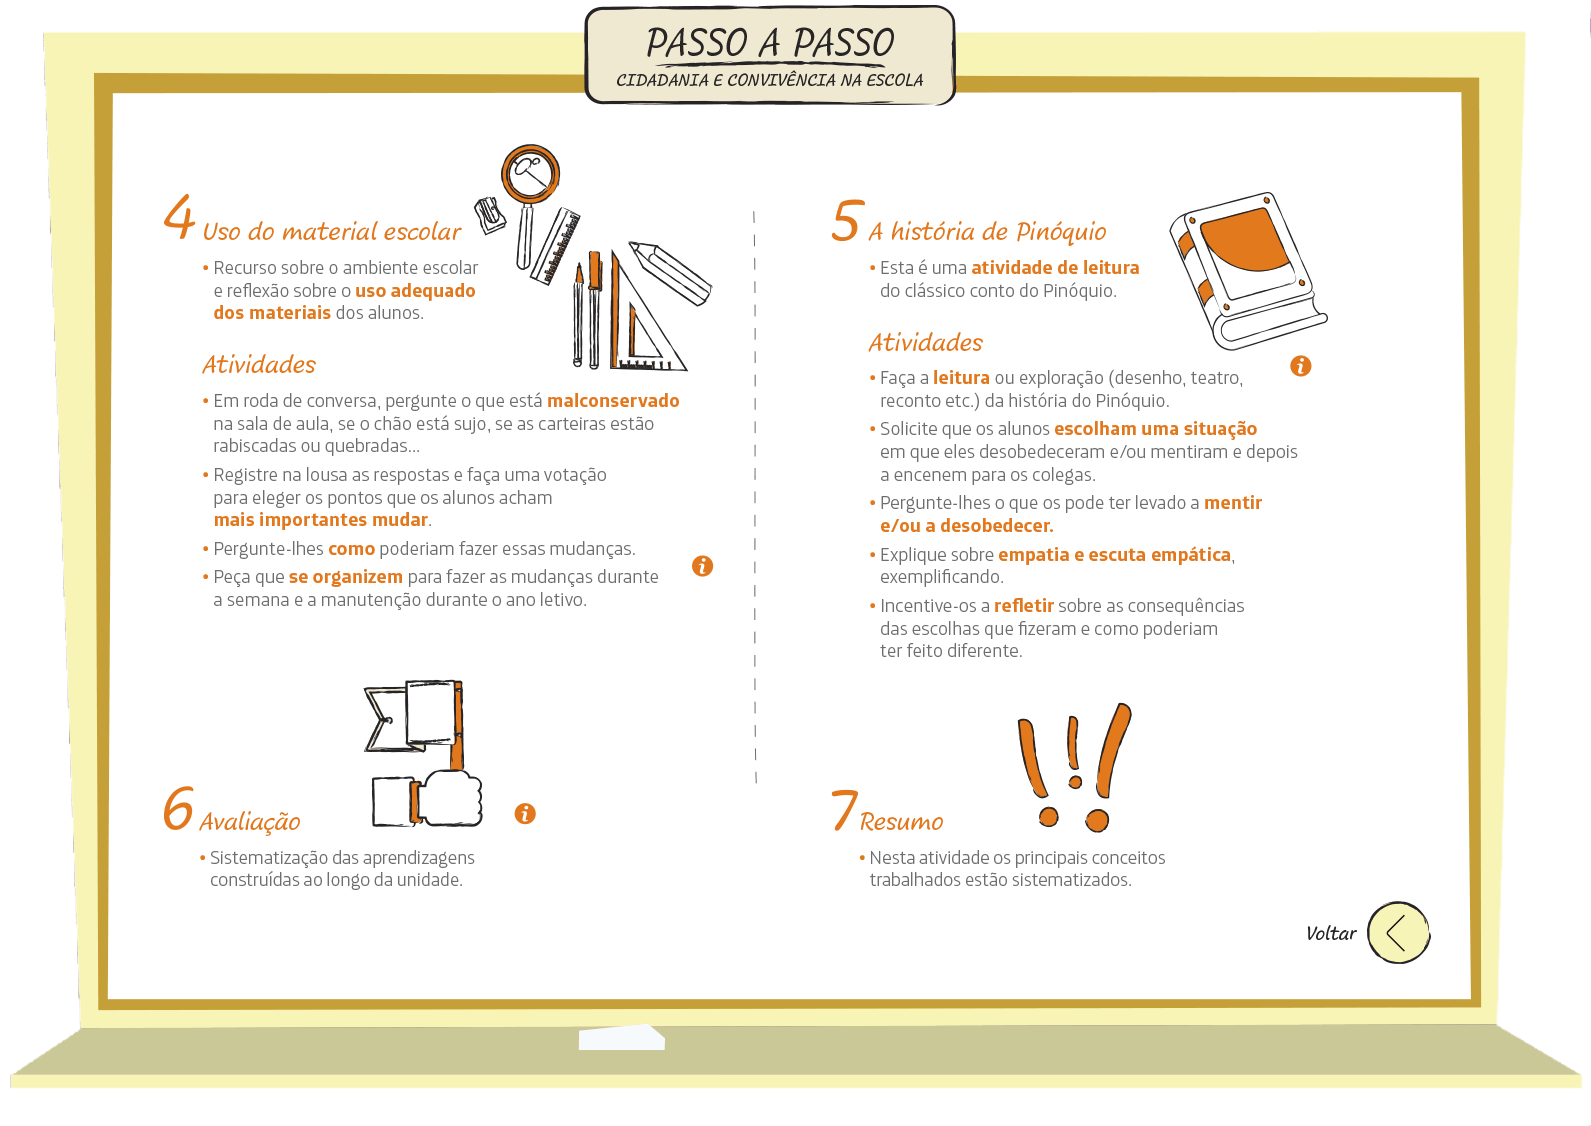 PASSO A PASSO
CIDADANIA E CONVIVÊNCIA NA ESCOLA
4 Uso do material escolar
• Recurso sobre o ambiente escolar
e reflexão sobre o uso adequado
dos materiais dos alunos.
Atividades
• Em roda de conversa, pergunte o que está malconservado
na sala de aula, se o chão está sujo, se as carteiras estão
rabiscadas ou quebradas...
• Registre na lousa as respostas e faça uma votação
para eleger os pontos que os alunos acham
mais importantes mudar.
• Pergunte-lhes como poderiam fazer essas mudanças.
• Peça que se organizem para fazer as mudanças durante
a semana e a manutenção durante o ano letivo.
i
5 A história de Pinóquio
• Esta é uma atividade de leitura
do clássico conto do Pinóquio.
Atividades
i
• Faça a leitura ou exploração (desenho, teatro,
reconto etc.) da história do Pinóquio.
• Solicite que os alunos escolham uma situação
em que eles desobedeceram e/ou mentiram e depois
a encenem para os colegas.
• Pergunte-lhes o que os pode ter levado a mentir
e/ou a desobedecer.
• Explique sobre empatia e escuta empática,
exemplificando.
• Incentive-os a refletir sobre as consequências
das escolhas que fizeram e como poderiam
ter feito diferente.
6 Avaliação
i
• Sistematização das aprendizagens
construídas ao longo da unidade.
!!!
7 Resumo
• Nesta atividade os principais conceitos
trabalhados estão sistematizados.
Voltar